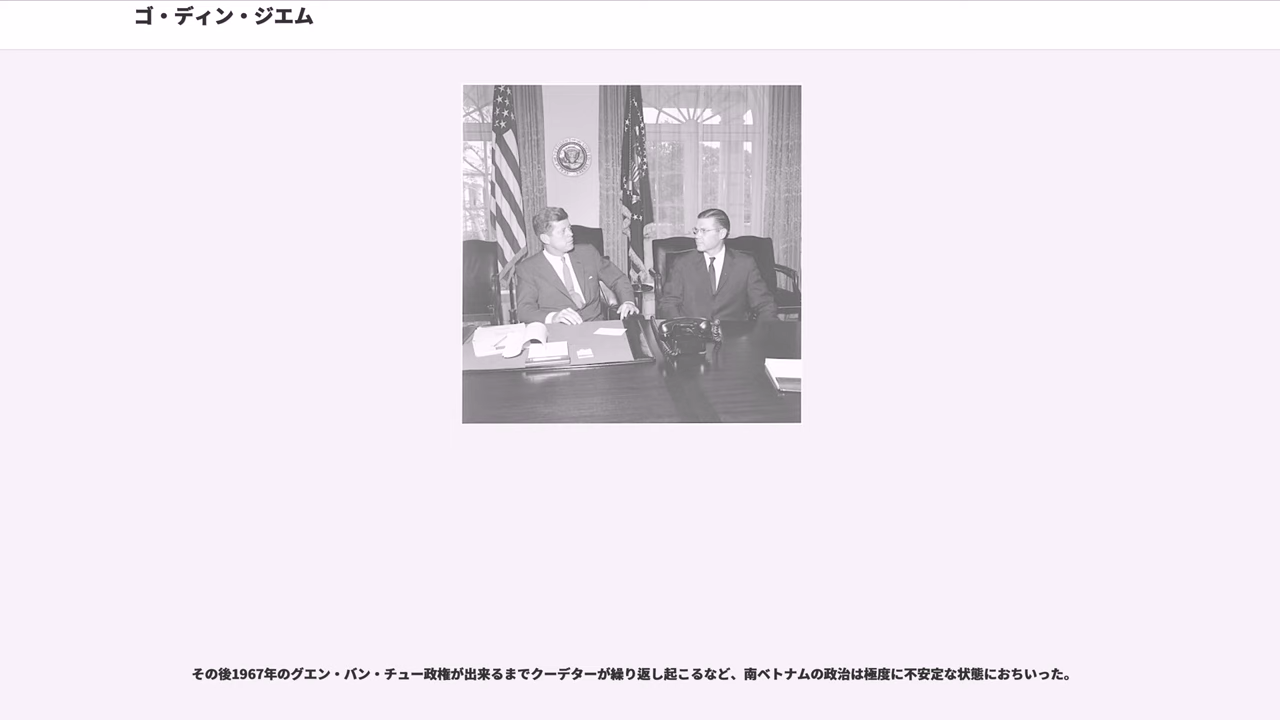 ゴ・ディン・ジエム
その後1967年のグエン・バン・チュー政権が出来るまでクーデターが繰り返し起こるなど、南ベトナムの政治は極度に不安定な状態におちいった。